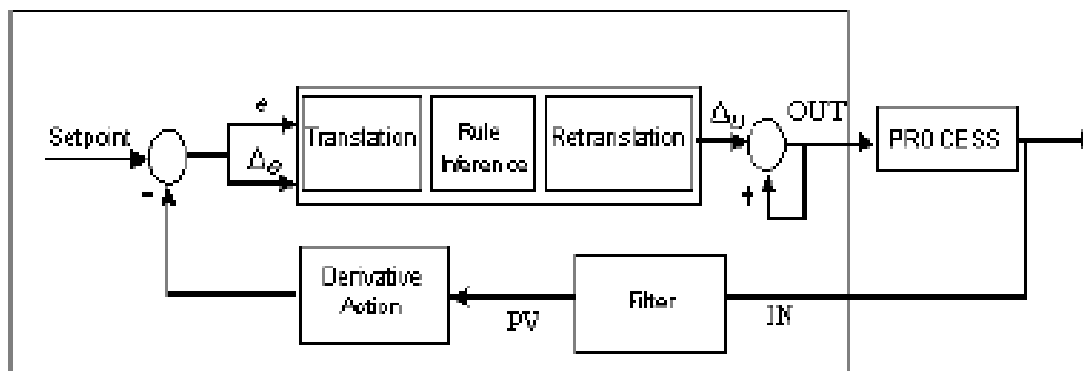 Setpoint
-
e
Δe
Translation
Rule
Inference
Retranslation
Δu
+
OUT
PROCESS
Derivative
Action
PV
Filter
IN